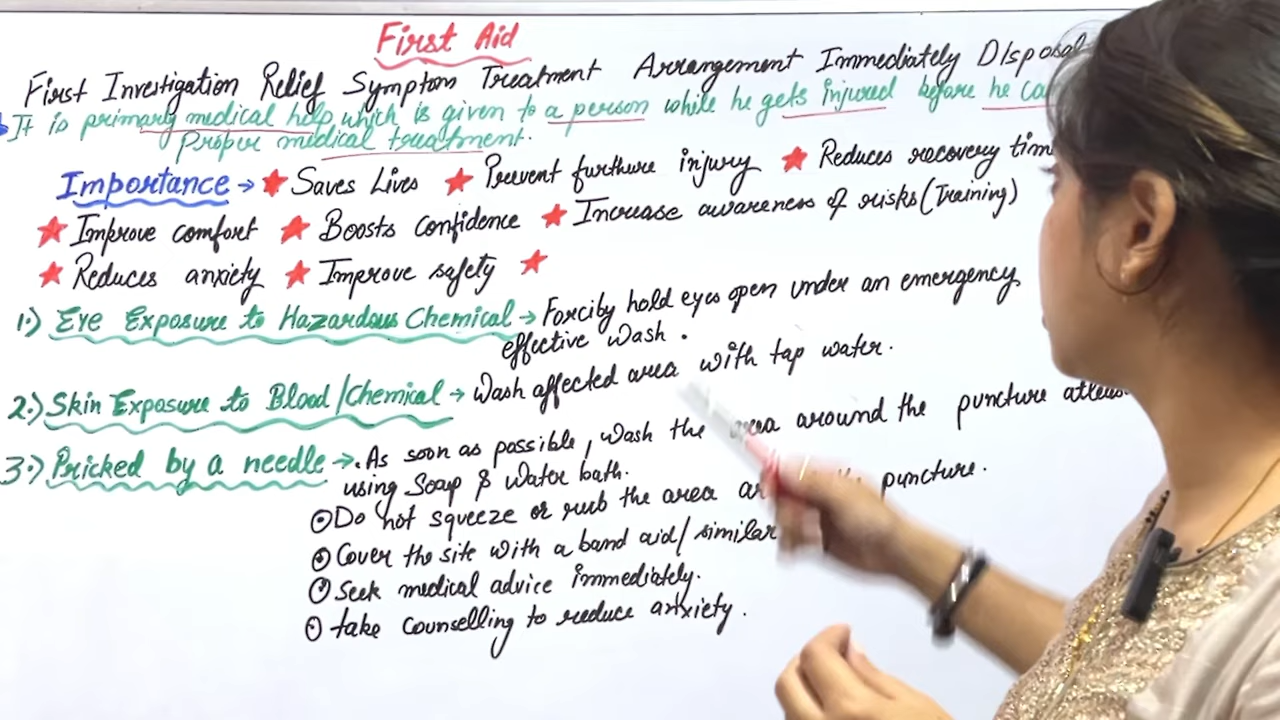 First Aid
First Investigation Relief Symptom Treatment Arrangement Immediately Disposal
It is primary medical help which is given to a person while he gets injured before he
Proper medical treatment.
Importance → ★ Saves Lives ★ Prevent furthure injury ★ Reduces recovery time
★ Improve comfort ★ Boosts confidence ★ Increase awareness of risks (Training)
★ Reduces anxiety ★ Improve safety ★
1.) Eye Exposure to Hazardous Chemical → Forcibly hold eyes open under an emergency
effective wash.
2.) Skin Exposure to Blood/Chemical → Wash affected area with tap water.
3.) Pricked by a needle → . As soon as possible, wash the area around the puncture
using Soap & Water bath.
⊙ Do not squeeze or rub the area puncture.
⊙ Cover the site with a band aid/similar
⊙ Seek medical advice immediately.
⊙ take counselling to reduce anxiety.